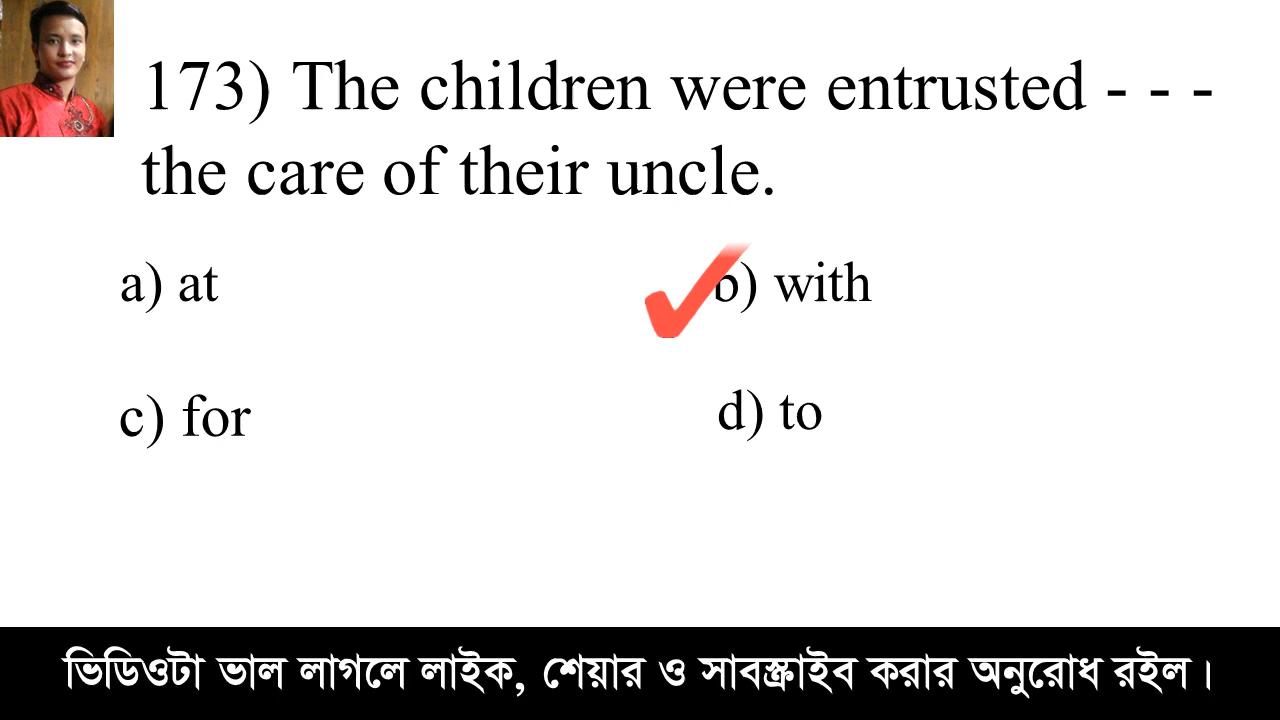 173) The children were entrusted - - -
the care of their uncle.
a) at
b) with
c) for
d) to
ভিডিওটা ভাল লাগলে লাইক, শেয়ার ও সাবস্ক্রাইব করার অনুরোধ রইল।